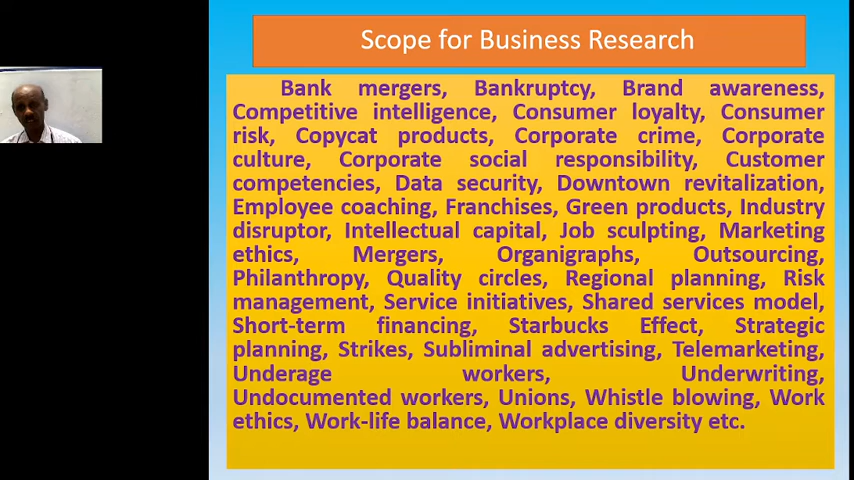 Scope for Business Research
Bank mergers, Bankruptcy, Brand awareness,
Competitive intelligence, Consumer loyalty, Consumer
risk, Copycat products, Corporate crime, Corporate
culture, Corporate social responsibility, Customer
competencies, Data security, Downtown revitalization,
Employee coaching, Franchises, Green products, Industry
disruptor, Intellectual capital, Job sculpting, Marketing
ethics, Mergers, Organigraphs, Outsourcing,
Philanthropy, Quality circles, Regional planning, Risk
management, Service initiatives, Shared services model,
Short-term financing, Starbucks Effect, Strategic
planning, Strikes, Subliminal advertising, Telemarketing,
Underage workers, Underwriting,
Undocumented workers, Unions, Whistle blowing, Work
ethics, Work-life balance, Workplace diversity etc.